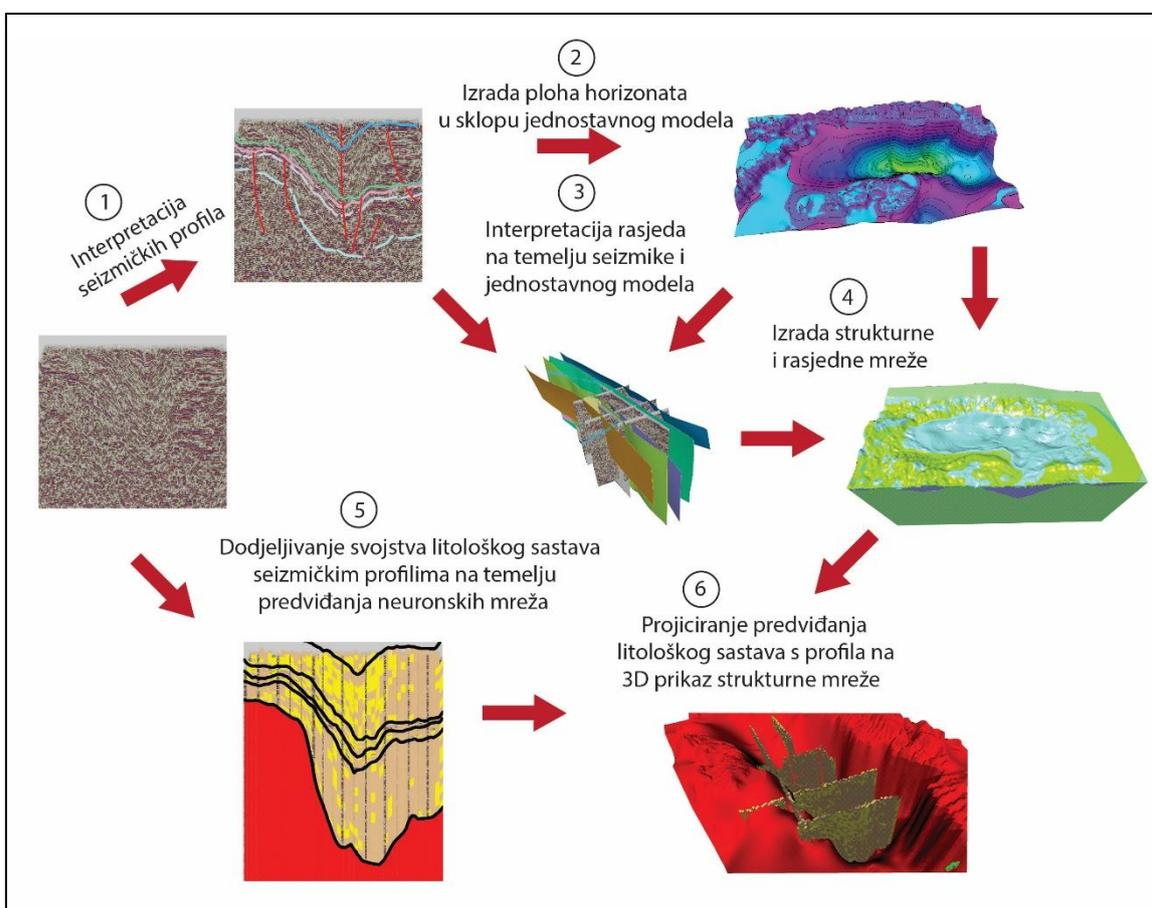 1
Interpretacija
seizmičkih profila
2
Izrada ploha horizonata
u sklopu jednostavnog modela
3
Interpretacija rasjeda
na temelju seizmike i
jednostavnog modela
4
Izrada strukturne
i rasjedne mreže
5
Dodjeljivanje svojstva litološkog sastava
seizmičkim profilima na temelju
predviđanja neuronskih mreža
6
Projiciranje predviđanja
litološkog sastava s profila na
3D prikaz strukturne mreže